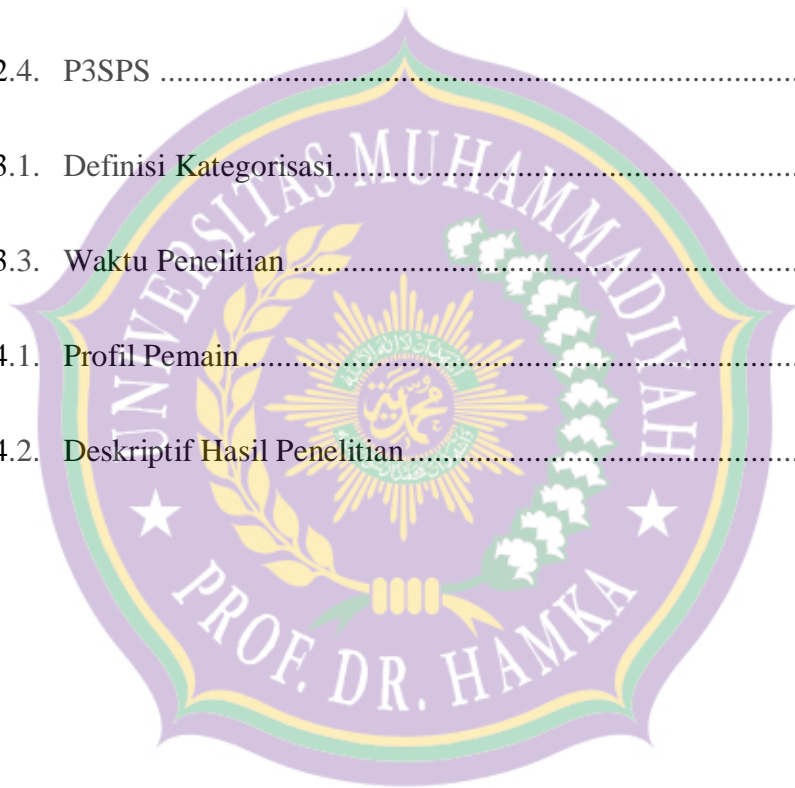 2.4. P3SPS ..............................................................................
3.1. Definisi Kategorisasi.........................................................
3.3. Waktu Penelitian ..............................................................
4.1. Profil Pemain....................................................................
4.2. Deskriptif Hasil Penelitian ................................................
UNIVERSITAS MUHAMMADIYAH
PROF. DR. HAMKA
محمدية